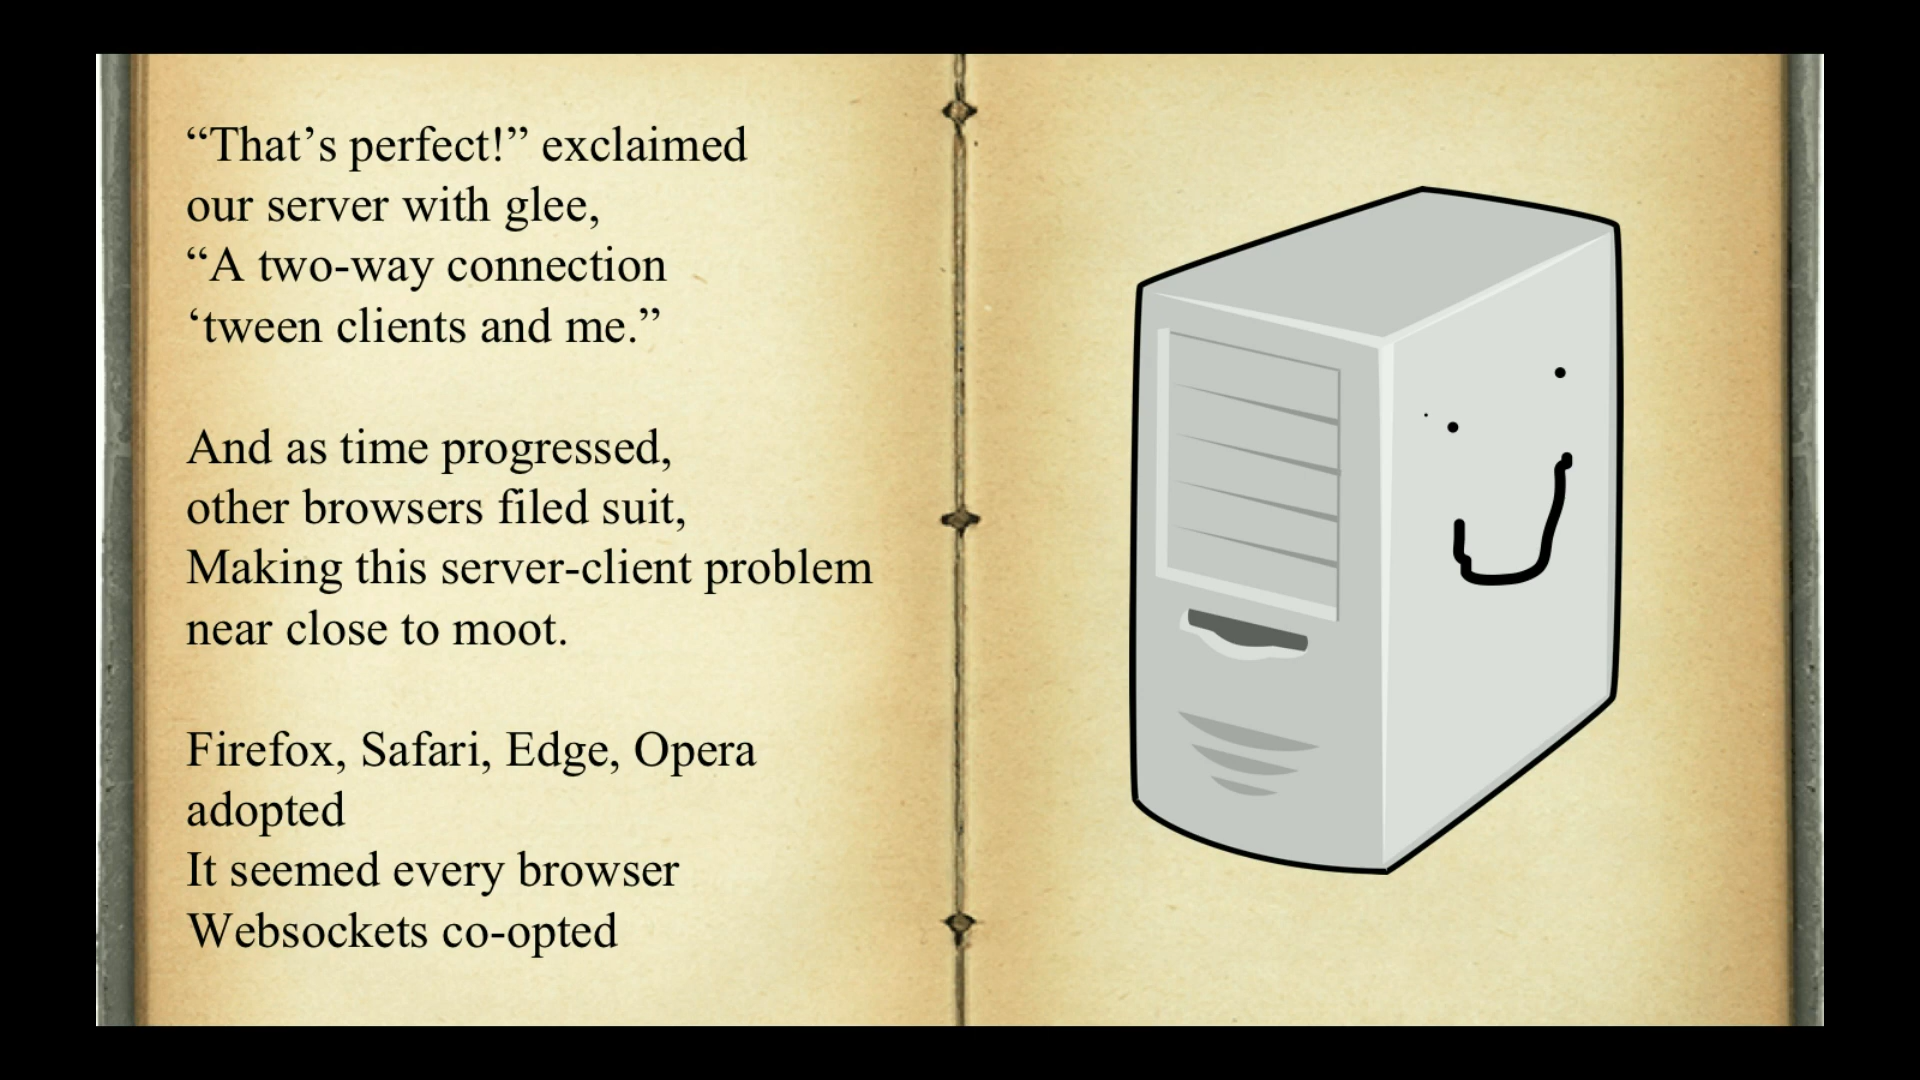 “That’s perfect!” exclaimed
our server with glee,
“A two-way connection
‘tween clients and me.”
And as time progressed,
other browsers filed suit,
Making this server-client problem
near close to moot.
Firefox, Safari, Edge, Opera
adopted
It seemed every browser
Websockets co-opted